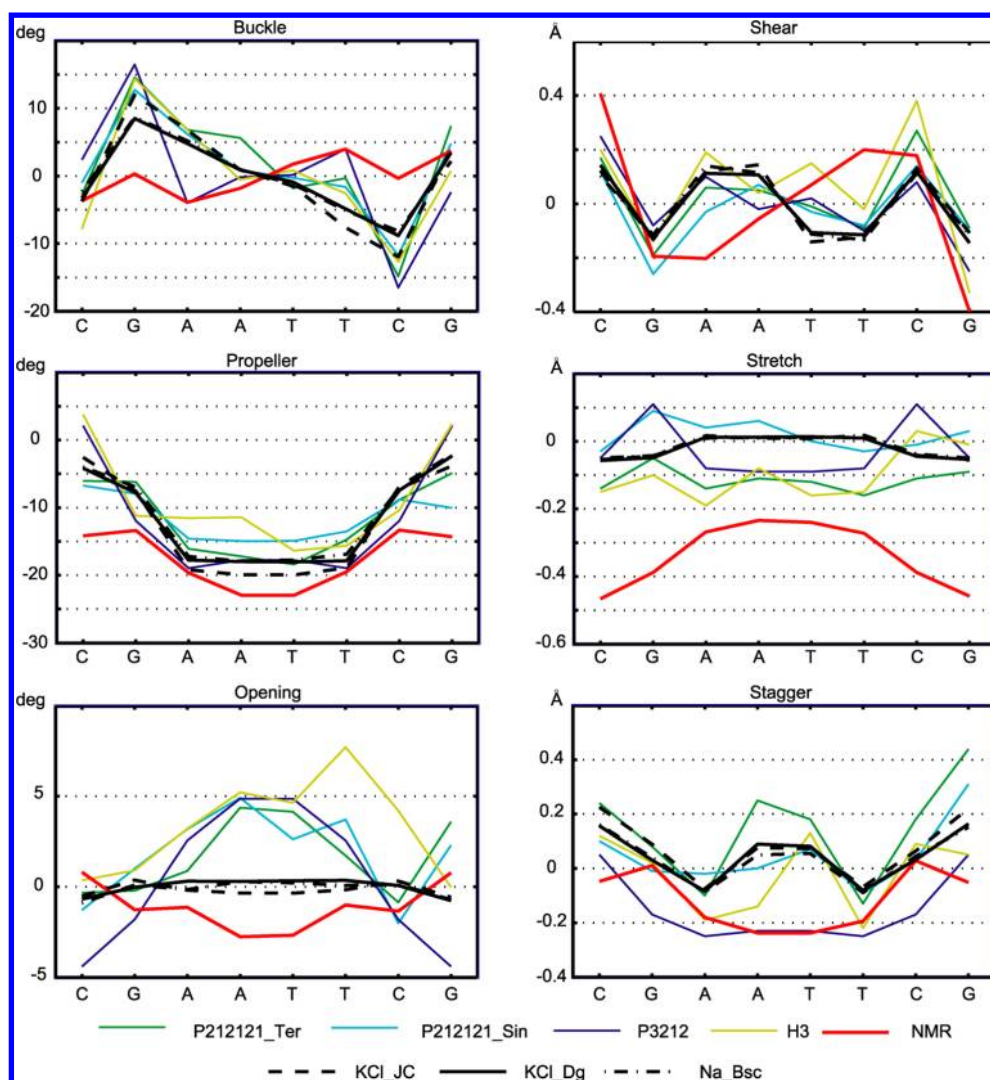 deg Buckle Å Shear
10
0
-10
-20
C G A A T T C G
0.4
0
-0.4
C G A A T T C G
deg Propeller Å Stretch
0
-10
-20
-30
C G A A T T C G
0
-0.2
-0.4
-0.6
C G A A T T C G
deg Opening Å Stagger
5
0
-5
C G A A T T C G
0.4
0.2
0
-0.2
-0.4
C G A A T T C G
P212121_Ter P212121_Sin P3212 H3 NMR
KCl_JC KCl_Dg Na_Bsc